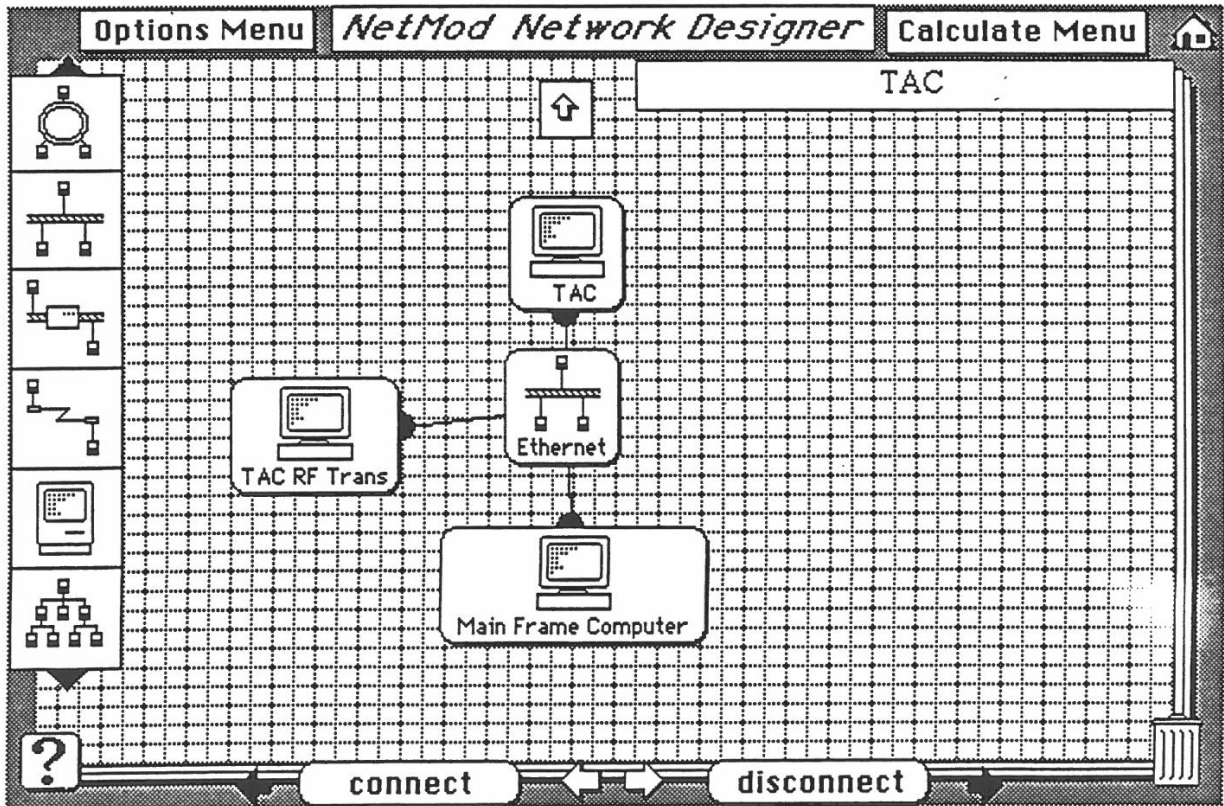 Options Menu
NetMod Network Designer
Calculate Menu
TAC
TAC
Ethernet
TAC RF Trans
Main Frame Computer
?
connect
disconnect